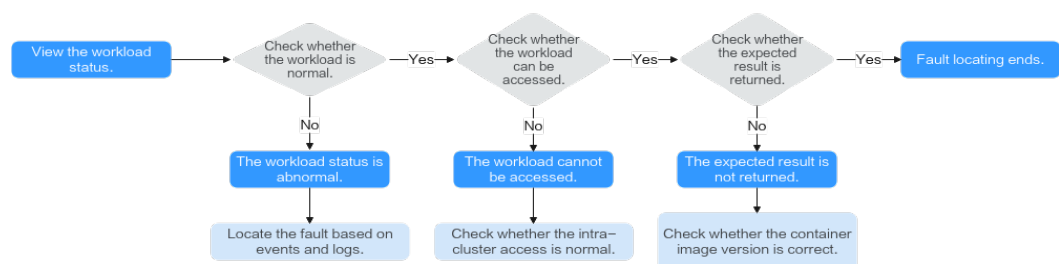 View the workload
status.
Check whether
the workload is
normal.
Yes
Check whether
the workload
can be
accessed.
Yes
Check whether
the expected
result is
returned.
Yes
Fault locating ends.
No
No
No
The workload status is
abnormal.
The workload cannot
be accessed.
The expected result is
not returned.
Locate the fault based on
events and logs.
Check whether the intra–
cluster access is normal.
Check whether the container
image version is correct.